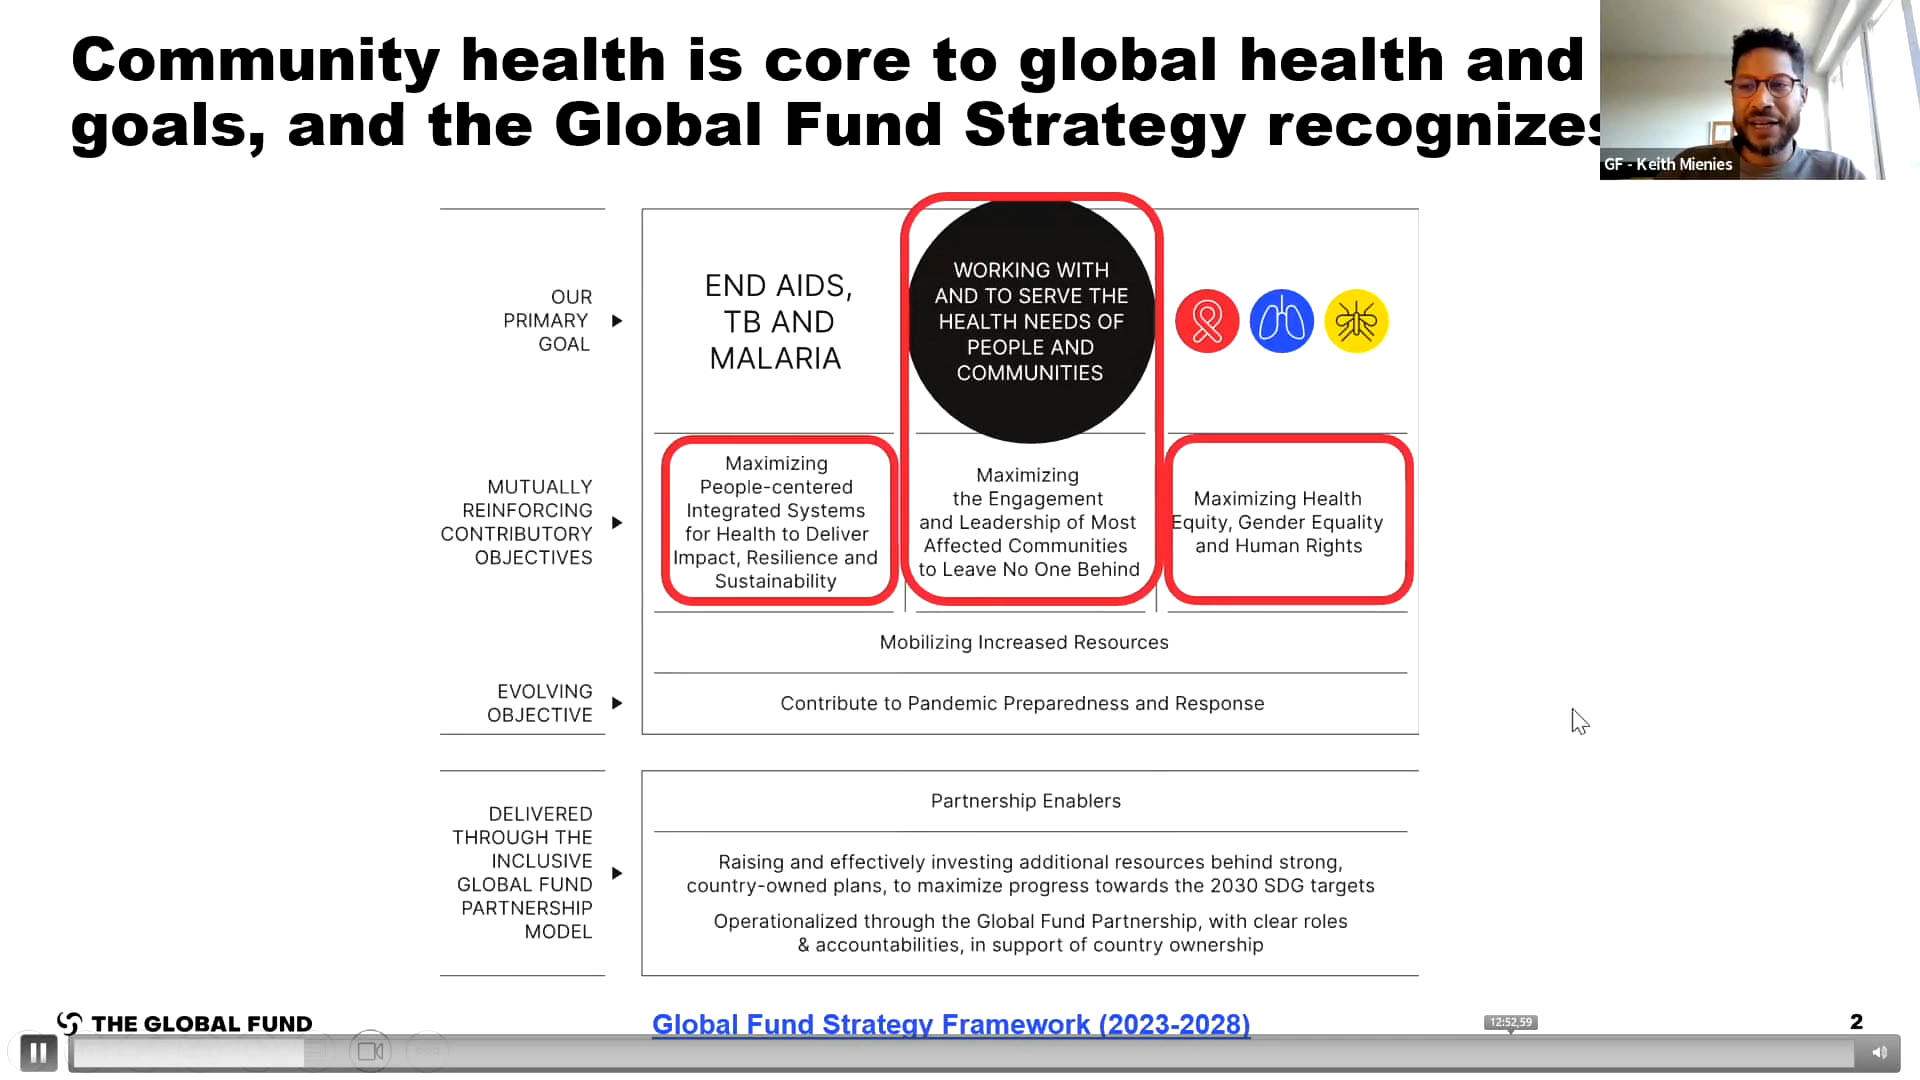 Community health is core to global health and
goals, and the Global Fund Strategy recognizes
GF - Keith Mienies
OUR
PRIMARY
GOAL
END AIDS,
TB AND
MALARIA
WORKING WITH
AND TO SERVE THE
HEALTH NEEDS OF
PEOPLE AND
COMMUNITIES
MUTUALLY
REINFORCING
CONTRIBUTORY
OBJECTIVES
Maximizing
People-centered
Integrated Systems
for Health to Deliver
Impact, Resilience and
Sustainability
Maximizing
the Engagement
and Leadership of Most
Affected Communities
to Leave No One Behind
Maximizing Health
Equity, Gender Equality
and Human Rights
Mobilizing Increased Resources
EVOLVING
OBJECTIVE
Contribute to Pandemic Preparedness and Response
DELIVERED
THROUGH THE
INCLUSIVE
GLOBAL FUND
PARTNERSHIP
MODEL
Partnership Enablers
Raising and effectively investing additional resources behind strong,
country-owned plans, to maximize progress towards the 2030 SDG targets
Operationalized through the Global Fund Partnership, with clear roles
& accountabilities, in support of country ownership
THE GLOBAL FUND
Global Fund Strategy Framework (2023-2028)
12:52,59
2